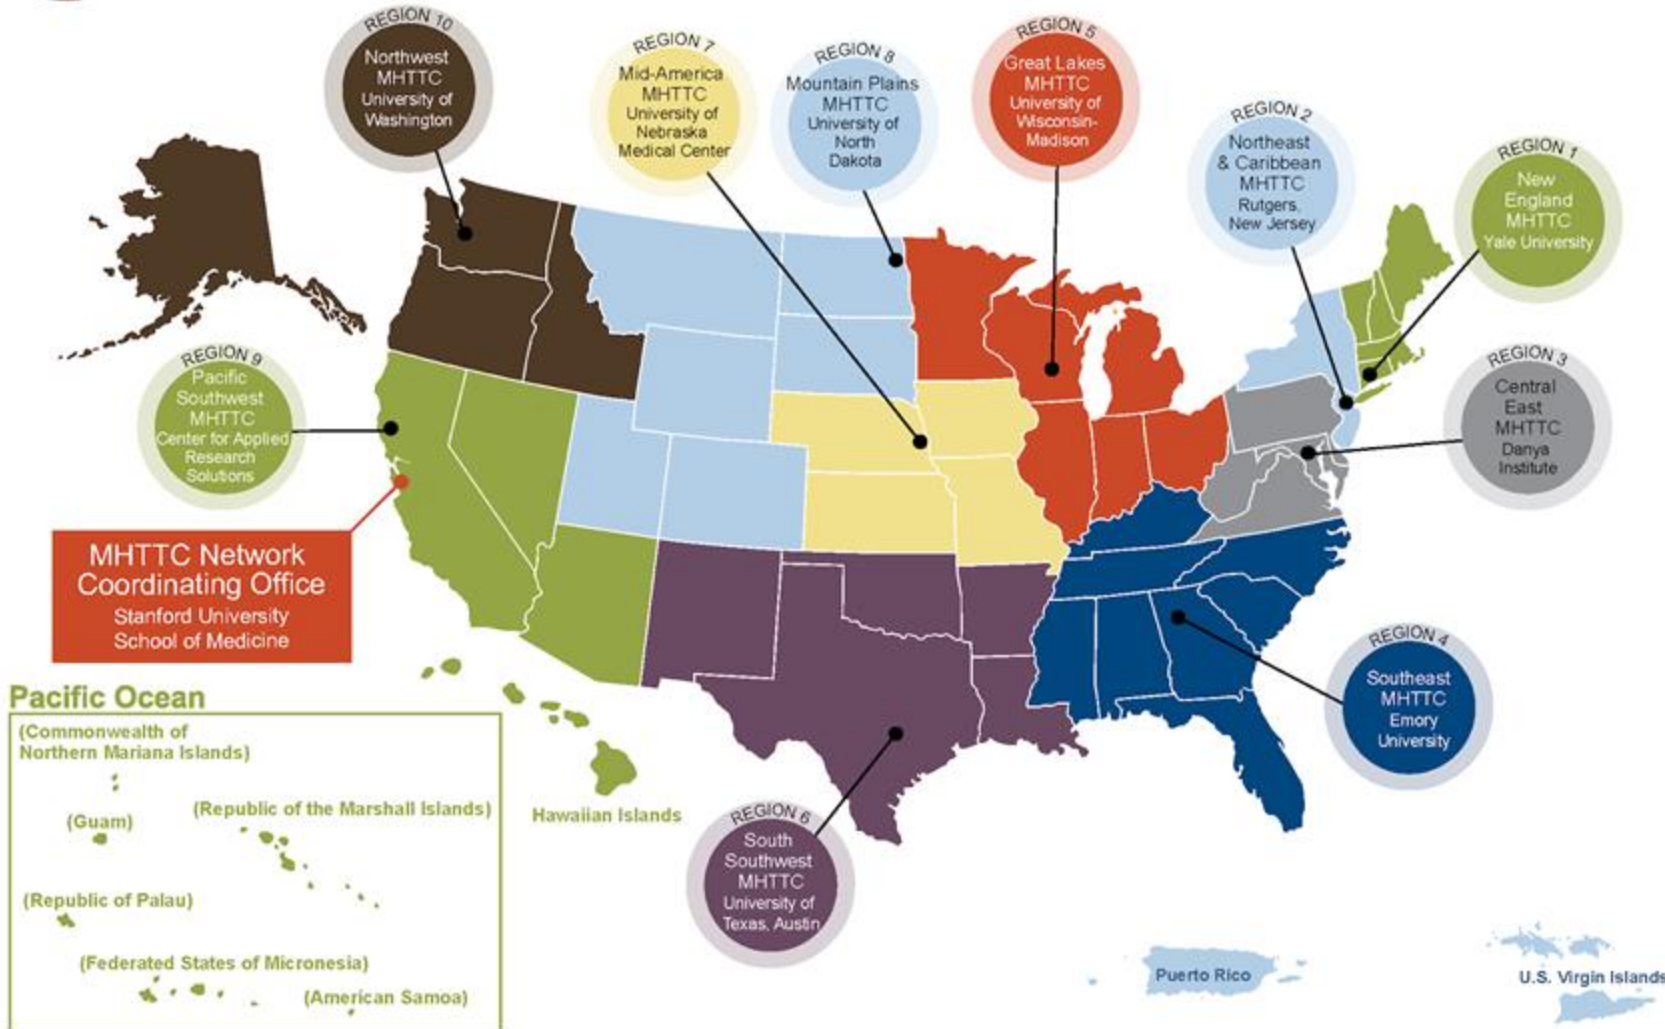 REGION 10
Northwest
MHTTC
University of
Washington
REGION 7
Mid-America
MHTTC
University of
Nebraska
Medical Center
REGION 8
Mountain Plains
MHTTC
University of
North
Dakota
REGION 5
Great Lakes
MHTTC
University of
Wisconsin-
Madison
REGION 2
Northeast
& Caribbean
MHTTC
Rutgers,
New Jersey
REGION 1
New
England
MHTTC
Yale University
REGION 9
Pacific
Southwest
MHTTC
Center for Applied
Research
Solutions
REGION 3
Central
East
MHTTC
Danya
Institute
MHTTC Network
Coordinating Office
Stanford University
School of Medicine
REGION 4
Southeast
MHTTC
Emory
University
Pacific Ocean
(Commonwealth of
Northern Mariana Islands)
(Guam)
(Republic of the Marshall Islands)
(Republic of Palau)
(Federated States of Micronesia)
(American Samoa)
Hawaiian Islands
REGION 6
South
Southwest
MHTTC
University of
Texas, Austin
Puerto Rico
U.S. Virgin Islands